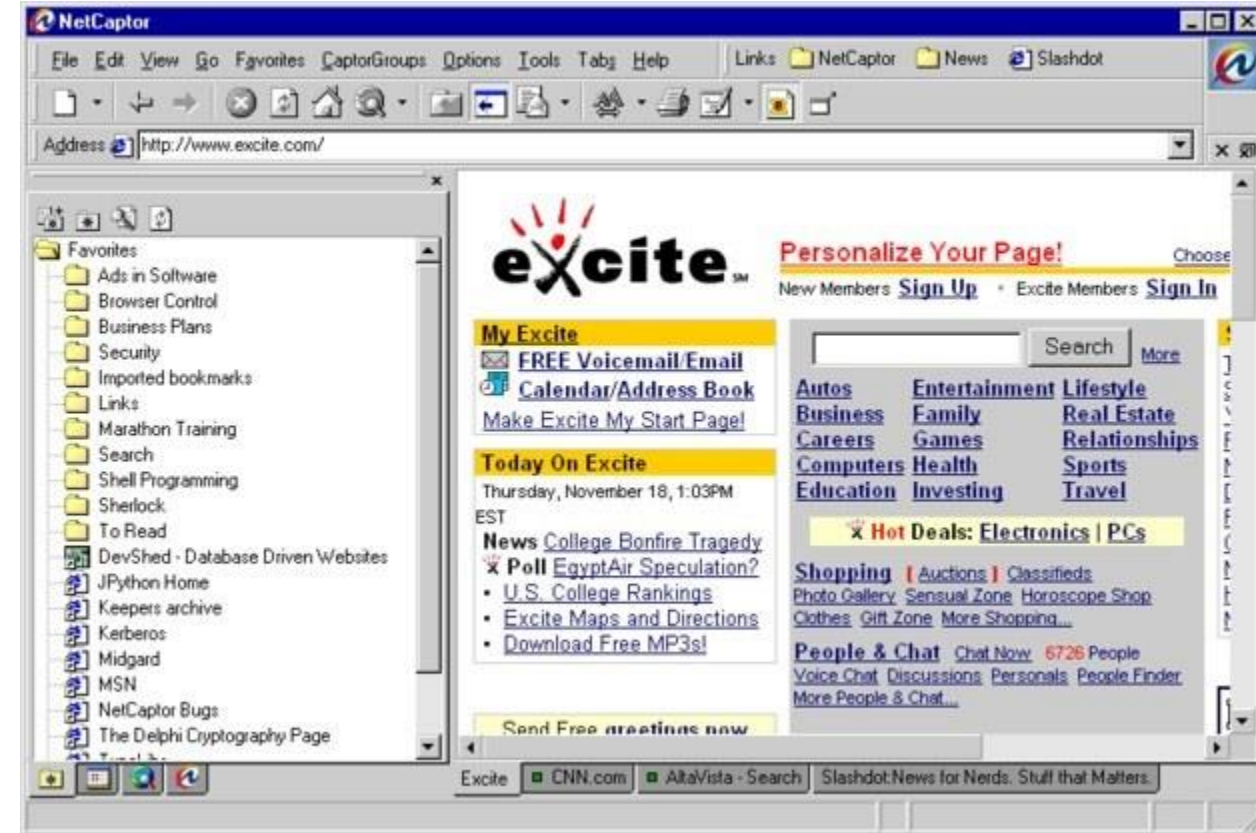 NetCaptor
File Edit View Go Favorites CaptorGroups Options Tools Tabs Help Links NetCaptor News Slashdot
Address http://www.excite.com/
Favorites
Ads in Software
Browser Control
Business Plans
Security
Imported bookmarks
Links
Marathon Training
Search
Shell Programming
Sherlock
To Read
DevShed - Database Driven Websites
JPython Home
Keepers archive
Kerberos
Midgard
MSN
NetCaptor Bugs
The Delphi Cryptography Page
excite SM
Personalize Your Page! Choose
New Members Sign Up • Excite Members Sign In
My Excite
FREE Voicemail/Email
Calendar/Address Book
Make Excite My Start Page!
Today On Excite
Thursday, November 18, 1:03PM
EST
News College Bonfire Tragedy
Poll EgyptAir Speculation?
• U.S. College Rankings
• Excite Maps and Directions
• Download Free MP3s!
Send Free greetings now
Search More
Autos Entertainment Lifestyle
Business Family Real Estate
Careers Games Relationships
Computers Health Sports
Education Investing Travel
Hot Deals: Electronics | PCs
Shopping [ Auctions ] Classifieds
Photo Gallery Sensual Zone Horoscope Shop
Clothes Gift Zone More Shopping...
People & Chat Chat Now 6726 People
Voice Chat Discussions Personals People Finder
More People & Chat...
Excite CNN.com AltaVista - Search Slashdot:News for Nerds. Stuff that Matters.